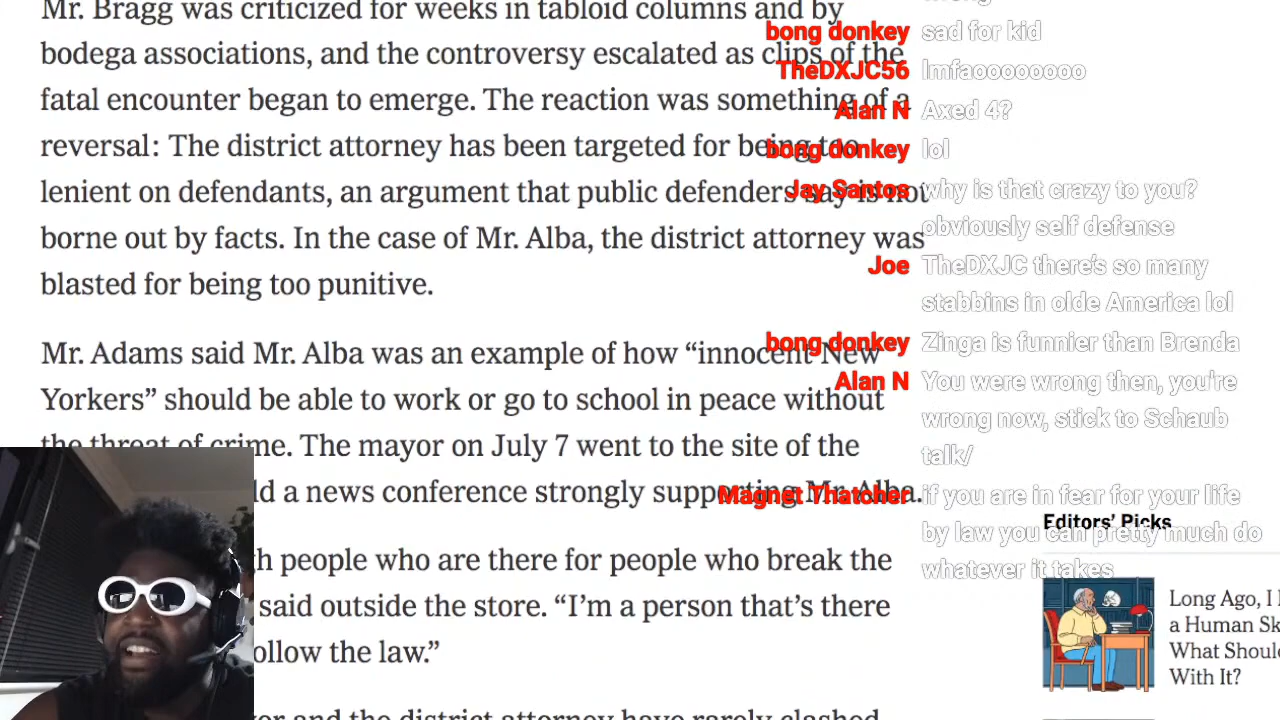 Mr. Bragg was criticized for weeks in tabloid columns and by
bodega associations, and the controversy escalated as clips of the
fatal encounter began to emerge. The reaction was something of a
reversal: The district attorney has been targeted for being too
lenient on defendants, an argument that public defenders say is not
borne out by facts. In the case of Mr. Alba, the district attorney was
blasted for being too punitive.
Mr. Adams said Mr. Alba was an example of how “innocent New
Yorkers” should be able to work or go to school in peace without
the threat of crime. The mayor on July 7 went to the site of the
ld a news conference strongly supporting Mr. Alba.
h people who are there for people who break the
said outside the store. “I’m a person that’s there
ollow the law.”
and the district attorney have rarely clashed
bong donkey sad for kid
TheDXJC56 lmfaooooooooo
Alan N Axed 4?
bong donkey lol
Jay Santos why is that crazy to you?
obviously self defense
Joe TheDXJC there's so many
stabbins in olde America lol
bong donkey Zinga is funnier than Brenda
Alan N You were wrong then, you're
wrong now, stick to Schaub
talk/
Magnet Thatcher if you are in fear for your life
by law you can pretty much do
whatever it takes
Editors’ Picks
Long Ago, I
a Human Sk
What Shoul
With It?